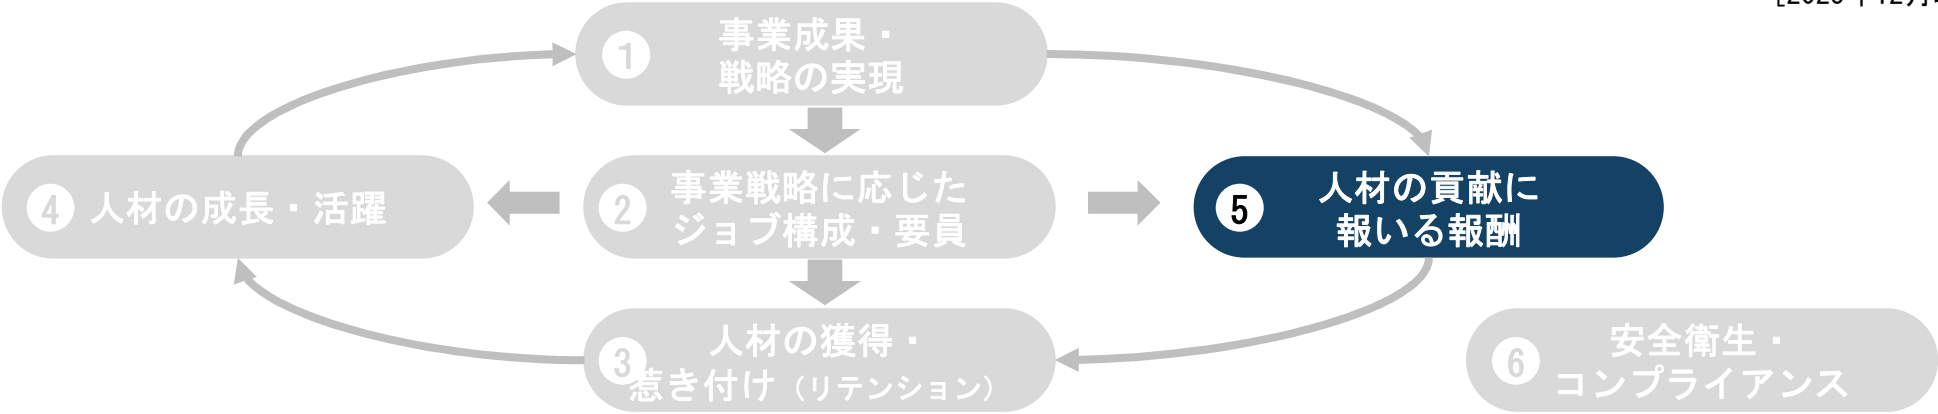 1
事業成果・
戦略の実現
4
人材の成長・活躍
2
事業戦略に応じた
ジョブ構成・要員
5
人材の貢献に
報いる報酬
3
人材の獲得・
惹き付け（リテンション）
6
安全衛生・
コンプライアンス